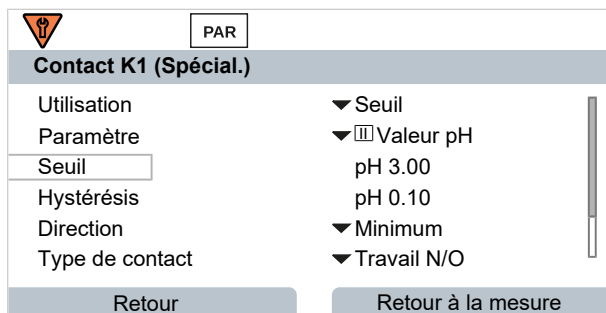 PAR
Contact K1 (Spécial.)
Utilisation Seuil
Paramètre II Valeur pH
Seuil pH 3.00
Hystérésis pH 0.10
Direction Minimum
Type de contact Travail N/O
Retour Retour à la mesure